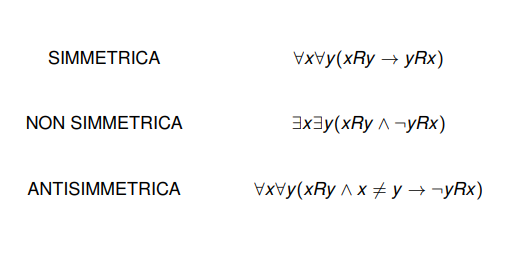 SIMMETRICA ∀x∀y(xRy → yRx)
NON SIMMETRICA ∃x∃y(xRy ∧ ¬yRx)
ANTISIMMETRICA ∀x∀y(xRy ∧ x ≠ y → ¬yRx)